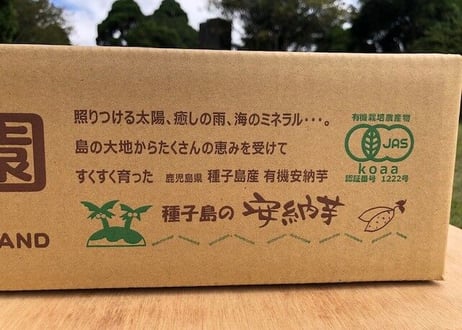 園
AND
照りつける太陽、癒しの雨、海のミネラル・・・。
島の大地からたくさんの恵みを受けて
すくすく育った 鹿児島県 種子島産 有機安納芋
種子島の 安納芋
有機栽培農産物
JAS
koaa
認証番号 1222号